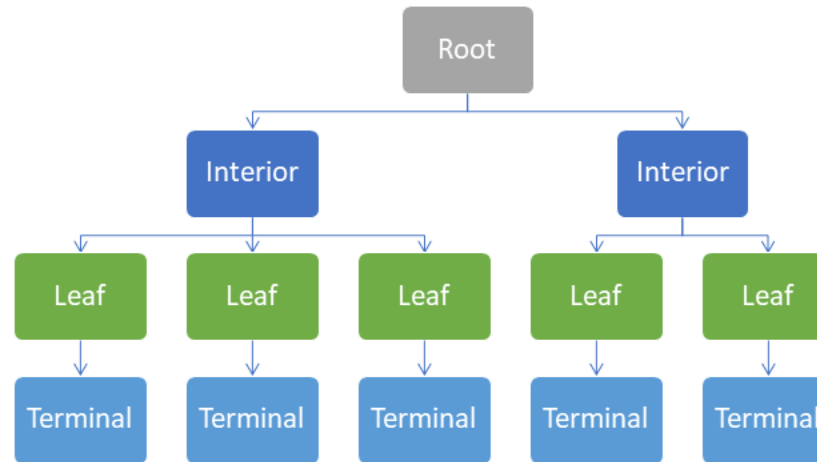 Root
Interior
Interior
Leaf
Leaf
Leaf
Leaf
Leaf
Terminal
Terminal
Terminal
Terminal
Terminal